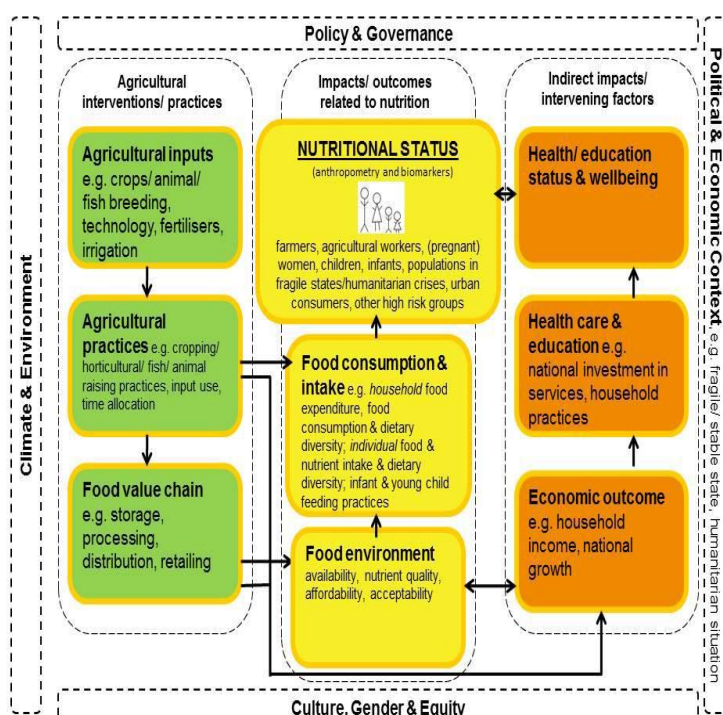 Policy & Governance
Climate & Environment
Agricultural
interventions/ practices
Agricultural inputs
e.g. crops/ animal/
fish breeding,
technology, fertilisers,
irrigation
Agricultural
practices e.g. cropping/
horticultural/ fish/ animal
raising practices, input use,
time allocation
Food value chain
e.g. storage,
processing,
distribution, retailing
Impacts/ outcomes
related to nutrition
NUTRITIONAL STATUS
(anthropometry and biomarkers)
farmers, agricultural workers, (pregnant)
women, children, infants, populations in
fragile states/humanitarian crises, urban
consumers, other high risk groups
Food consumption &
intake e.g. household food
expenditure, food
consumption & dietary
diversity; individual food &
nutrient intake & dietary
diversity; infant & young child
feeding practices
Food environment
availability, nutrient quality,
affordability, acceptability
Indirect impacts/
intervening factors
Health/ education
status & wellbeing
Health care &
education e.g.
national investment in
services, household
practices
Economic outcome
e.g. household
income, national
growth
Political & Economic Context, e.g. fragile/ stable state, humanitarian situation
Culture, Gender & Equity